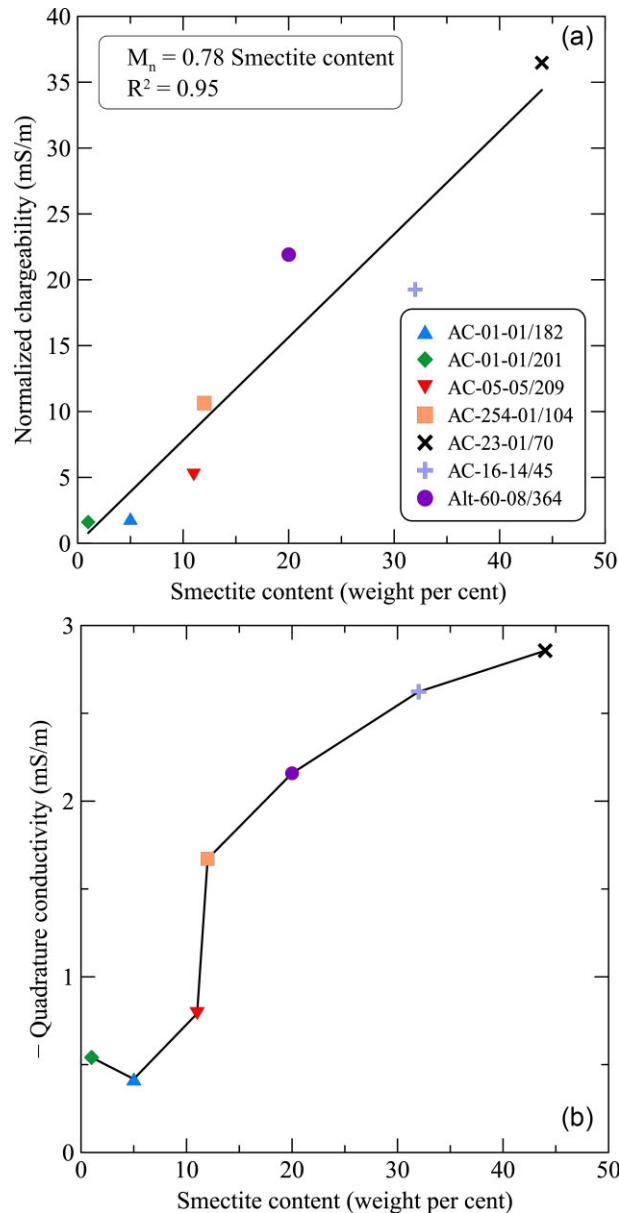 (a)
Mₙ = 0.78 Smectite content
R² = 0.95
Normalized chargeability (mS/m)
40
35
30
25
20
15
10
5
0
AC-01-01/182
AC-01-01/201
AC-05-05/209
AC-254-01/104
AC-23-01/70
AC-16-14/45
Alt-60-08/364
0 10 20 30 40 50
Smectite content (weight per cent)
– Quadrature conductivity (mS/m)
3
2
1
0
(b)
0 10 20 30 40 50
Smectite content (weight per cent)